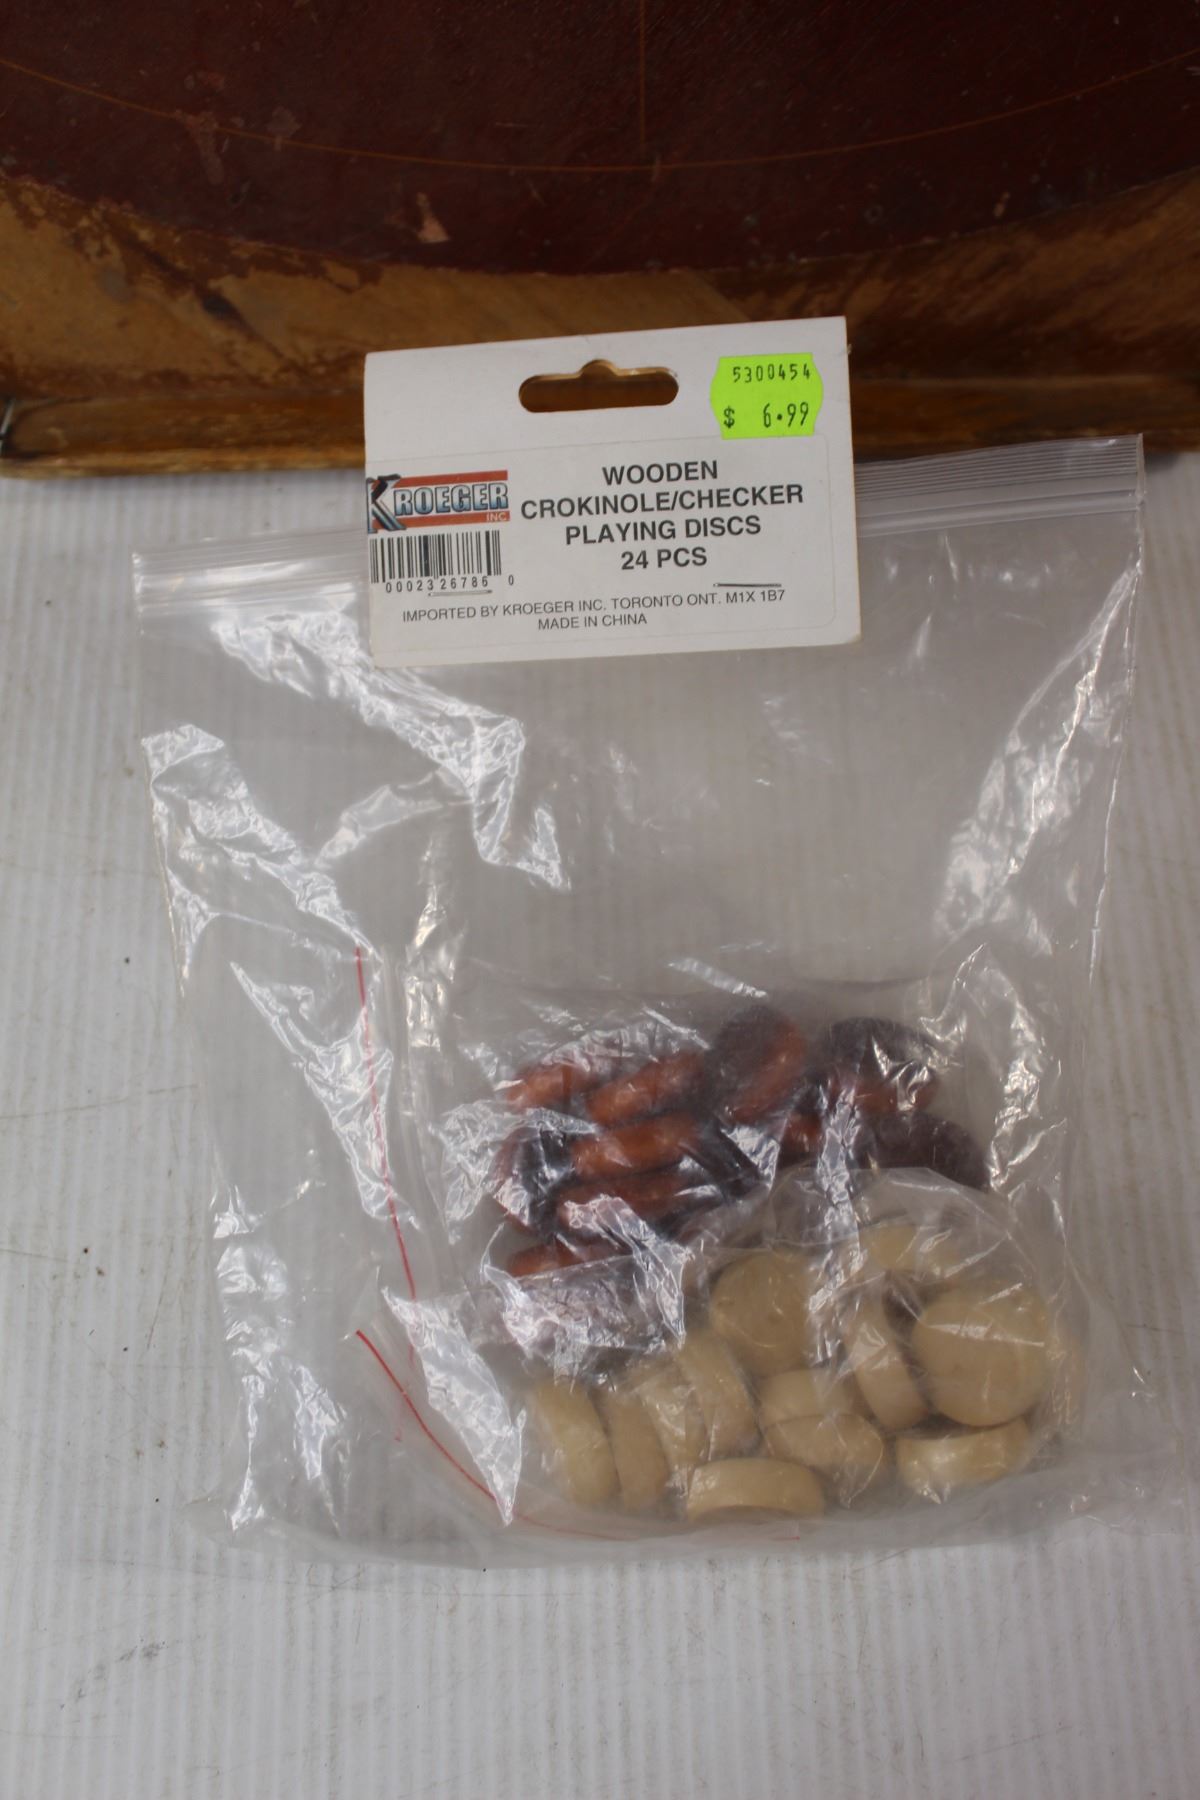 5300454
$ 6.99
KROEGER
INC
WOODEN
CROKINOLE/CHECKER
PLAYING DISCS
24 PCS
0002326786 0
IMPORTED BY KROEGER INC. TORONTO ONT. M1X 1B7
MADE IN CHINA